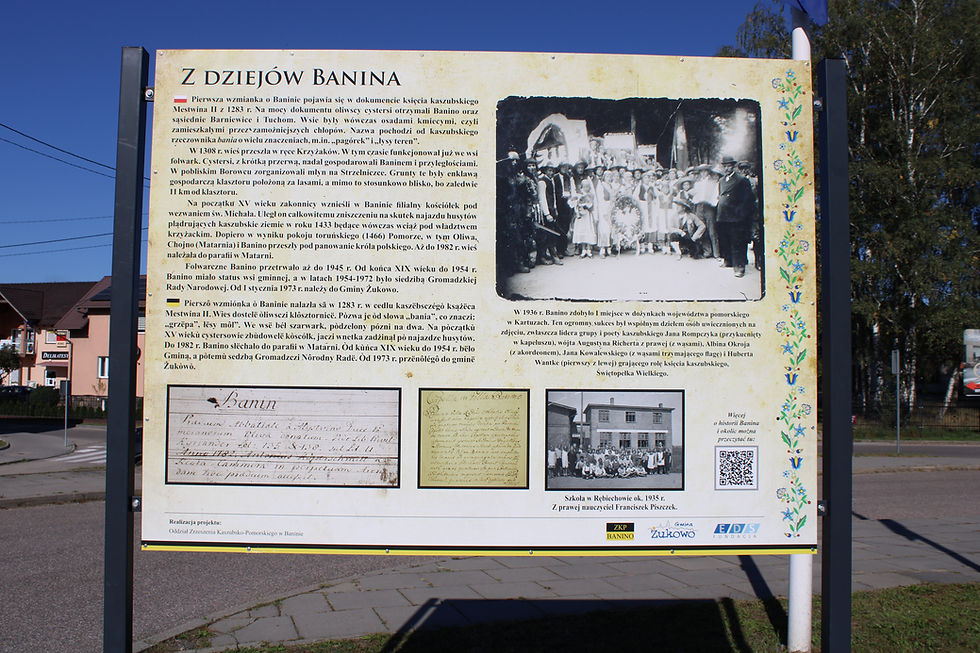 Z DZIEJÓW BANINA
Pierwsza wzmianka o Baninie pojawia się w dokumencie księcia kaszubskiego
Mestwina II z 1283 r. Na mocy dokumentu oliwscy cystersi otrzymali Banino oraz
sąsiednie Barniewice i Tuchom. Wsie były wówczas osadami kmiecymi, czyli
zamieszkałymi przez zamożniejszych chłopów. Nazwa pochodzi od kaszubskiego
rzeczownika bania o wielu znaczeniach, m.in. „pagórek” i „łysy teren”.
W 1308 r. wieś przeszła w ręce Krzyżaków. W tym czasie funkcjonował już we wsi
folwark. Cystersi, z krótką przerwą, nadal gospodarowali Baninem i przyległościami.
W pobliskim Borowcu zorganizowali młyn na Strzelniczce. Grunty te były enklawą
gospodarczą klasztoru położoną za lasami, a mimo to stosunkowo blisko, bo zaledwie
11 km od klasztoru.
Na początku XV wieku zakonnicy wznieśli w Baninie filialny kościółek pod
wezwaniem św. Michała. Uległ on całkowitemu zniszczeniu na skutek najazdu husytów
plądrujących kaszubskie ziemie w roku 1433 będące wówczas wciąż pod władztwem
krzyżackim. Dopiero w wyniku pokoju toruńskiego (1466) Pomorze, w tym Oliwa,
Chojno (Matarnia) i Banino przeszły pod panowanie króla polskiego. Aż do 1982 r. wieś
należała do parafii w Matarni.
Folwarczne Banino przetrwało aż do 1945 r. Od końca XIX wieku do 1954 r.
Banino miało status wsi gminnej, a w latach 1954-1972 było siedzibą Gromadzkiej
Rady Narodowej. Od 1 stycznia 1973 r. należy do Gminy Żukowo.
Pierszô wzmiónka ò Baninie nalazła sã w 1283 r. w cedlu kaszëbsczégò ksążëca
Mestwina II. Wies dostelë òliwsczi klôsztornicë. Pòzwa je òd słowa „bania”, co znaczi:
„grzëpa”, łësy môl”. We wsë bël szarwark, pòdzelony pózni na dwa. Na pòczątkù
XV wiekù cystersowie zbùdowelë kòscółk, jaczi wnetka zadzinął pò najazdze husytów.
Do 1982 r. Banino słëchało do parafii w Matarni. Òd kùńca XIX wiekù do 1954 r. bëło
Gminą, a pòtemù sedzbą Gromadzczi Nôrodny Radë. Òd 1973 r. przënôlégô do gminë
Żukowo.
W 1936 r. Banino zdobyło I miejsce w dożynkach województwa pomorskiego
w Kartuzach. Ten ogromny sukces był wspólnym dziełem osób uwiecznionych na
zdjęciu, zwłaszcza lidera grupy i poety kaszubskiego Jana Rompczka (przykucnięty
w kapeluszu), wójta Augustyna Richerta z prawej (z wąsami), Albina Okroja
(z akordeonem), Jana Kowalewskiego (z wąsami trzymającego flagę) i Huberta
Wantke (pierwszy z lewej) grającego rolę księcia kaszubskiego,
Świętopełka Wielkiego.
Banin
Szkoła w Rębiechowie ok. 1935 r.
Z prawej nauczyciel Franciszek Piszczek.
Więcej
o historii Banina
i okolic można
przeczytać tu:
Realizacja projektu:
Oddział Zrzeszenia Kaszubsko-Pomorskiego w Baninie
ZKP
BANINO
Gmina
Żukowo
EDS
FUNDACJA
DELIKATESY